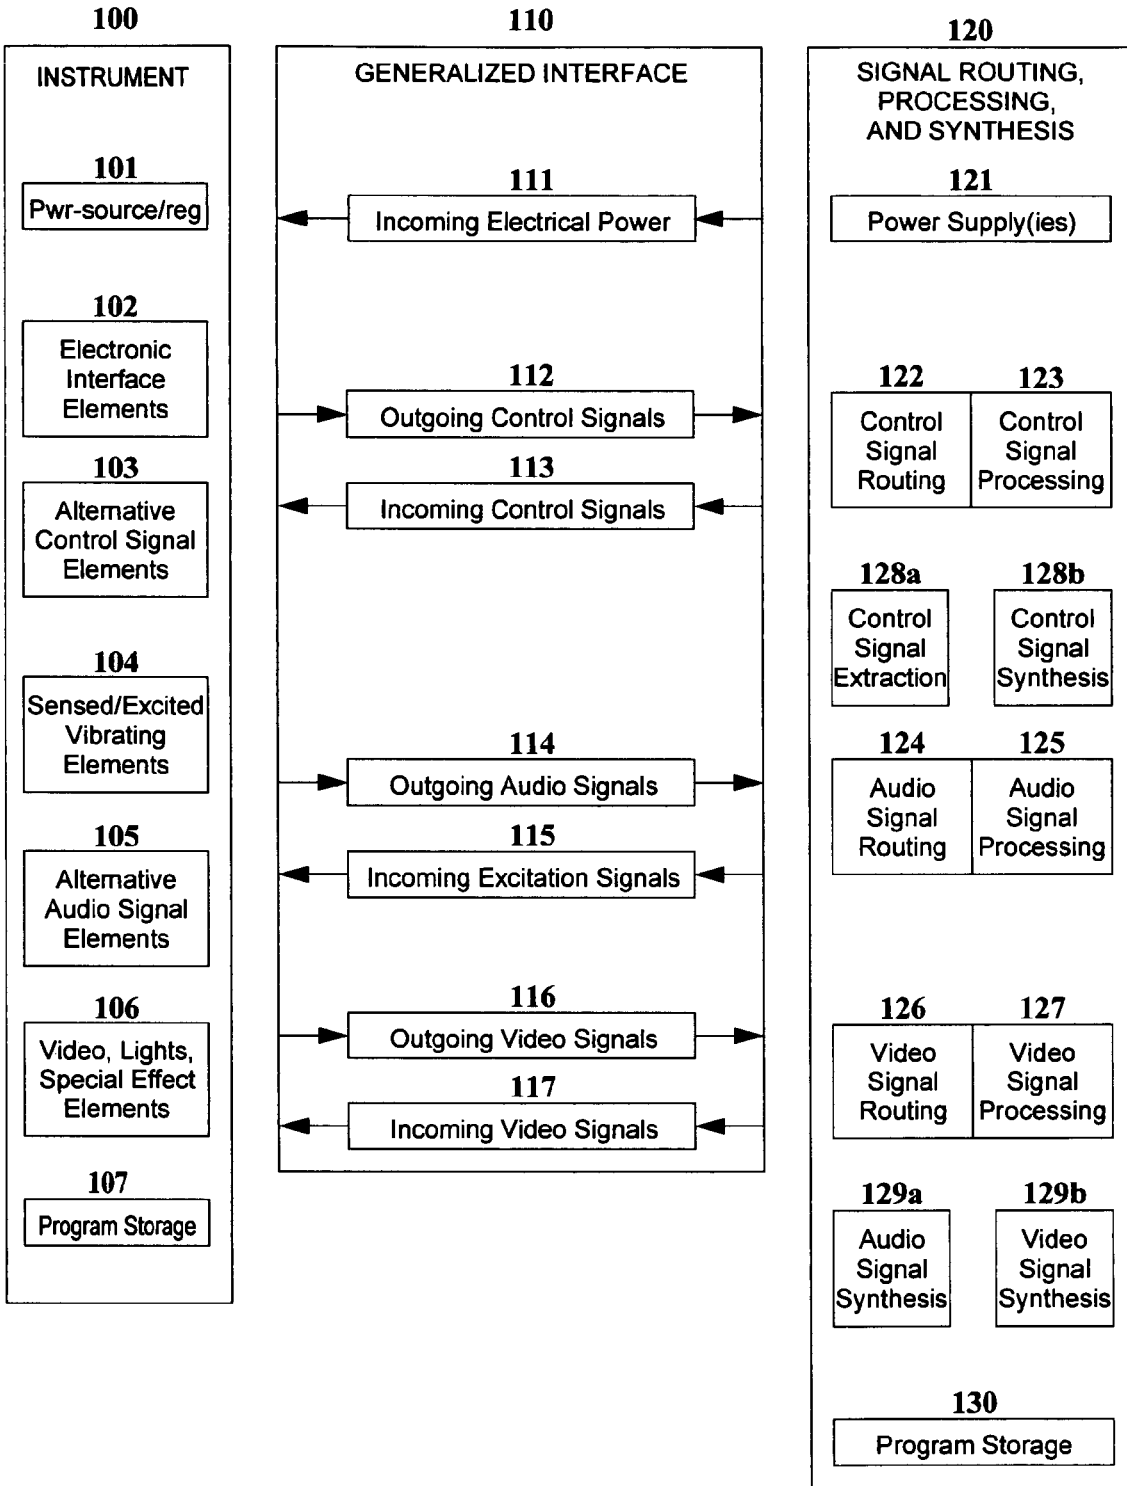 100
INSTRUMENT
101
Pwr-source/reg
102
Electronic
Interface
Elements
103
Alternative
Control Signal
Elements
104
Sensed/Excited
Vibrating
Elements
105
Alternative
Audio Signal
Elements
106
Video, Lights,
Special Effect
Elements
107
Program Storage
110
GENERALIZED INTERFACE
111
Incoming Electrical Power
112
Outgoing Control Signals
113
Incoming Control Signals
114
Outgoing Audio Signals
115
Incoming Excitation Signals
116
Outgoing Video Signals
117
Incoming Video Signals
120
SIGNAL ROUTING,
PROCESSING,
AND SYNTHESIS
121
Power Supply(ies)
122
Control
Signal
Routing
123
Control
Signal
Processing
128a
Control
Signal
Extraction
128b
Control
Signal
Synthesis
124
Audio
Signal
Routing
125
Audio
Signal
Processing
126
Video
Signal
Routing
127
Video
Signal
Processing
129a
Audio
Signal
Synthesis
129b
Video
Signal
Synthesis
130
Program Storage